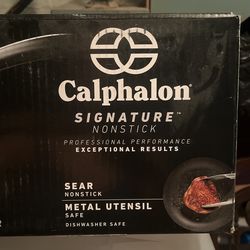 Calphalon
SIGNATURE™
NONSTICK
PROFESSIONAL PERFORMANCE
EXCEPTIONAL RESULTS
SEAR
NONSTICK
METAL UTENSIL
SAFE
DISHWASHER SAFE